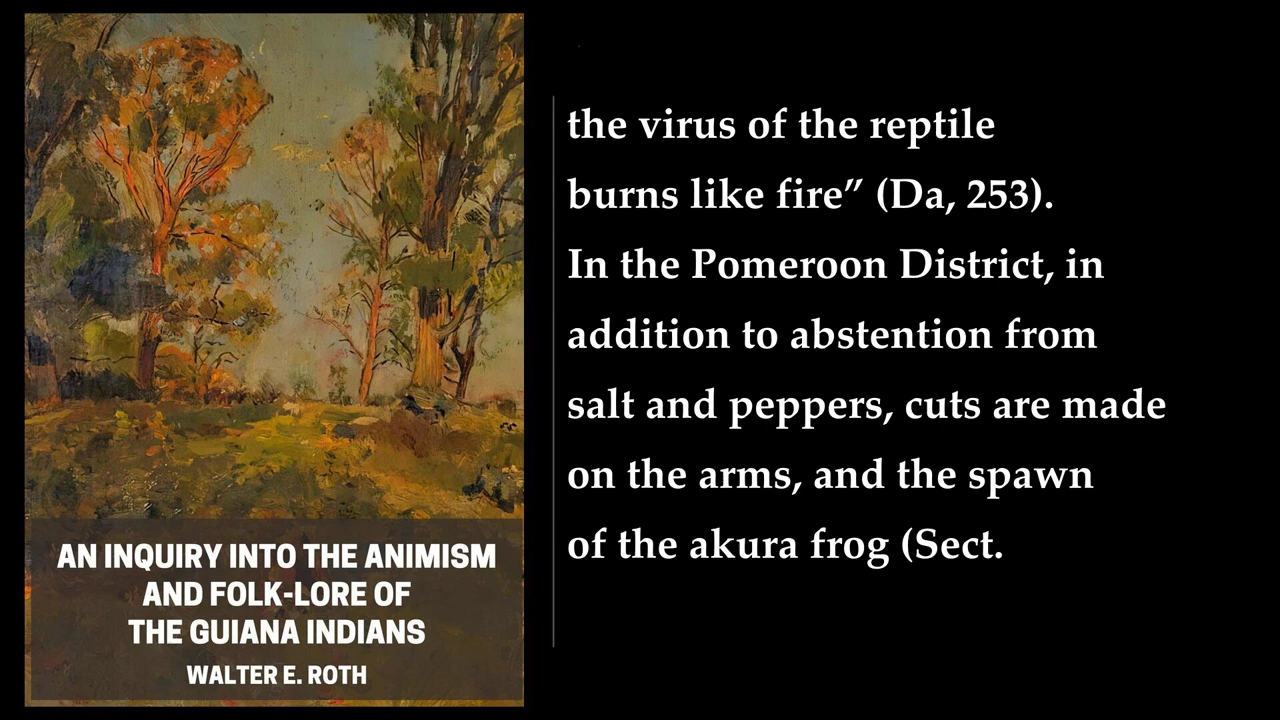 the virus of the reptile
burns like fire” (Da, 253).
In the Pomeroon District, in
addition to abstention from
salt and peppers, cuts are made
on the arms, and the spawn
of the akura frog (Sect.
AN INQUIRY INTO THE ANIMISM
AND FOLK-LORE OF
THE GUIANA INDIANS
WALTER E. ROTH